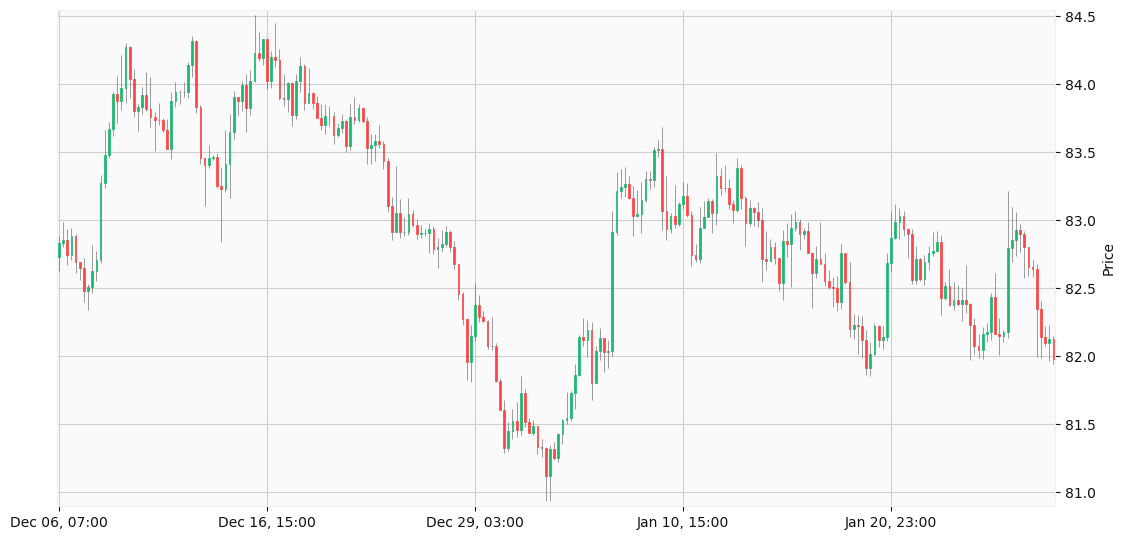 84.5
84.0
83.5
83.0
82.5
82.0
81.5
81.0
Price
Dec 06, 07:00
Dec 16, 15:00
Dec 29, 03:00
Jan 10, 15:00
Jan 20, 23:00